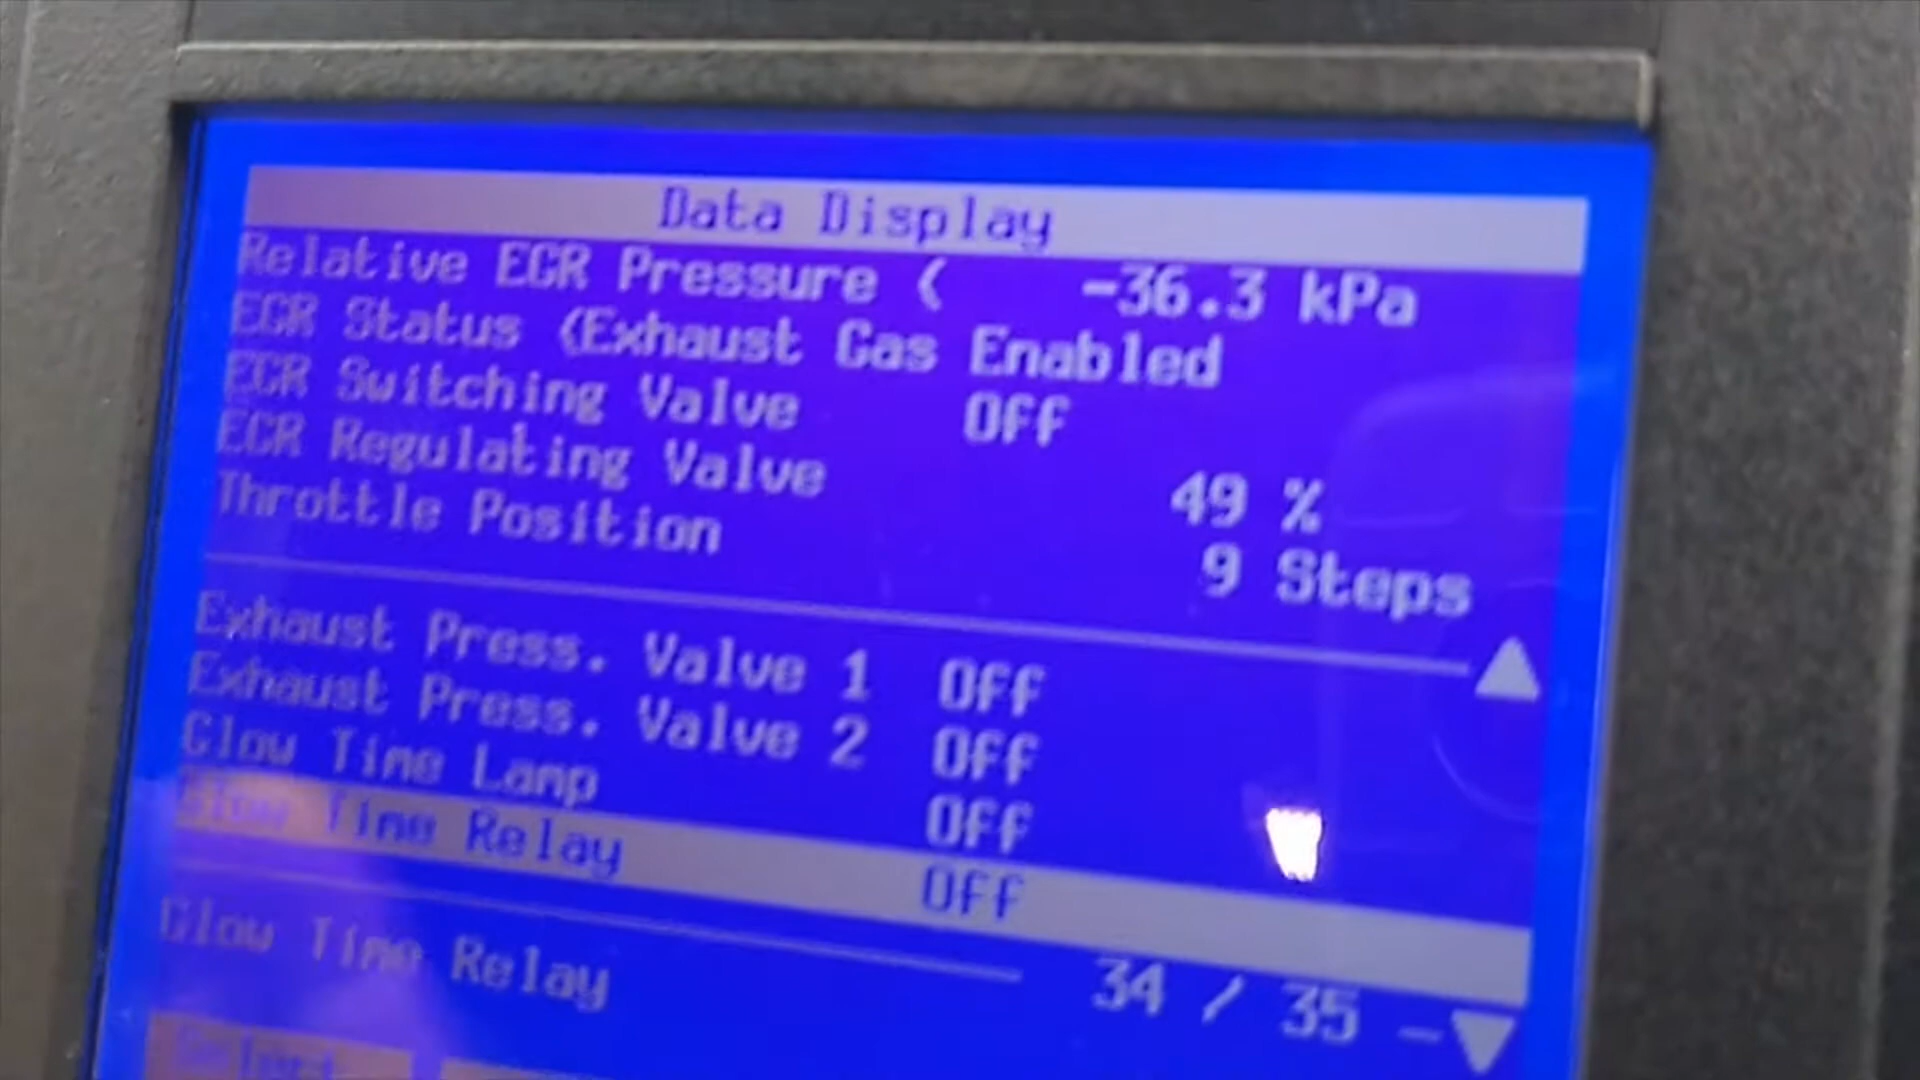 Data Display
Relative EGR Pressure ( -36.3 kPa
EGR Status (Exhaust Gas Enabled
EGR Switching Valve Off
EGR Regulating Valve 49 %
Throttle Position 9 Steps
Exhaust Press. Valve 1 Off
Exhaust Press. Valve 2 Off
Glow Time Lamp Off
Glow Time Relay Off
Glow Time Relay 34 / 35
Select